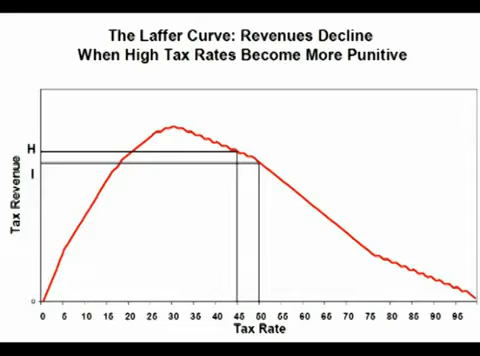 The Laffer Curve: Revenues Decline
When High Tax Rates Become More Punitive
H
I
Tax Revenue
0
0 5 10 15 20 25 30 35 40 45 50 55 60 65 70 75 80 85 90 95
Tax Rate